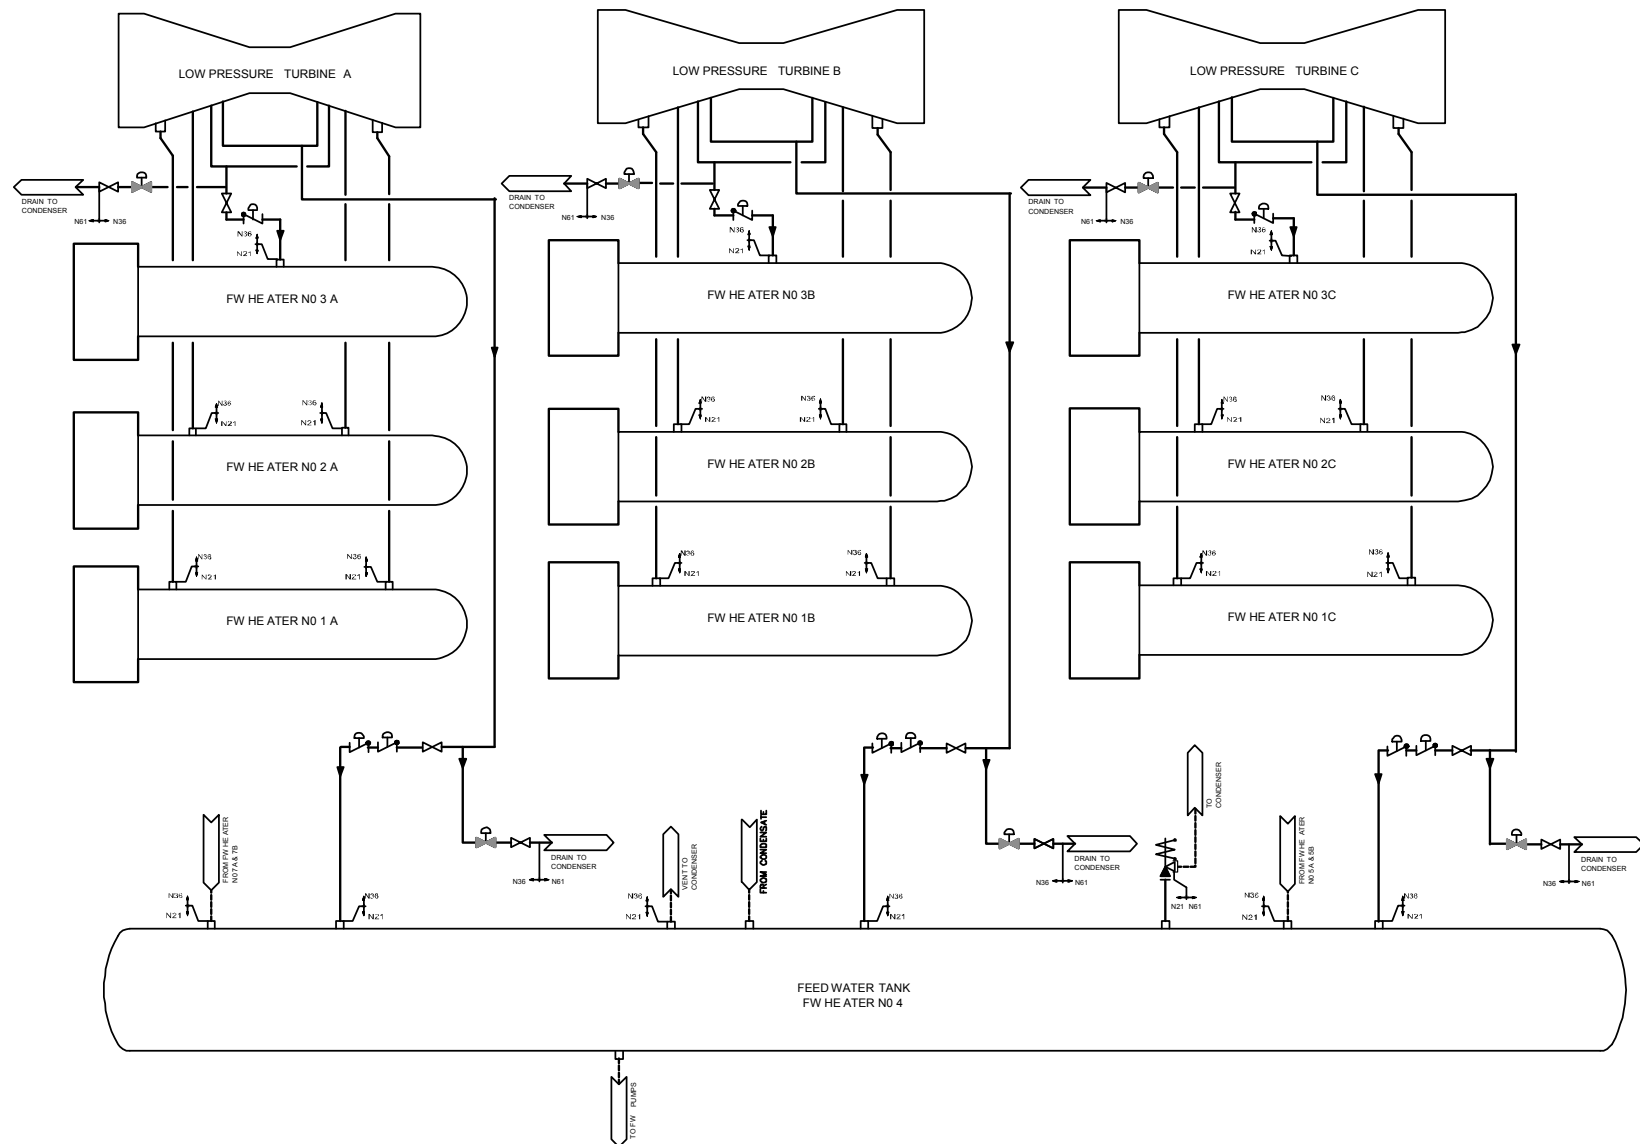 LOW PRESSURE TURBINE A
LOW PRESSURE TURBINE B
LOW PRESSURE TURBINE C
DRAIN TO
CONDENSER
N61 N36
DRAIN TO
CONDENSER
N61 N36
DRAIN TO
CONDENSER
N61 N36
N36
N21
N36
N21
N36
N21
FW HE ATER N0 3 A
FW HE ATER N0 3B
FW HE ATER N0 3C
N36
N21
N36
N21
N36
N21
N36
N21
N36
N21
N36
N21
FW HE ATER N0 2 A
FW HE ATER N0 2B
FW HE ATER N0 2C
N36
N21
N36
N21
N36
N21
N36
N21
N36
N21
N36
N21
FW HE ATER N0 1 A
FW HE ATER N0 1B
FW HE ATER N0 1C
FROM FW HE ATER
N0 7 A & 7B
DRAIN TO
CONDENSER
N36 N61
VENT TO
CONDENSER
FROM CONDENSATE
DRAIN TO
CONDENSER
N36 N61
TO
CONDENSER
N21 N61
FROM FW HE ATER
N0 5 A & 5B
DRAIN TO
CONDENSER
N36 N61
N36
N21
N36
N21
N36
N21
N36
N21
N36
N21
N36
N21
FEED WATER TANK
FW HE ATER N0 4
TO FW PUMPS